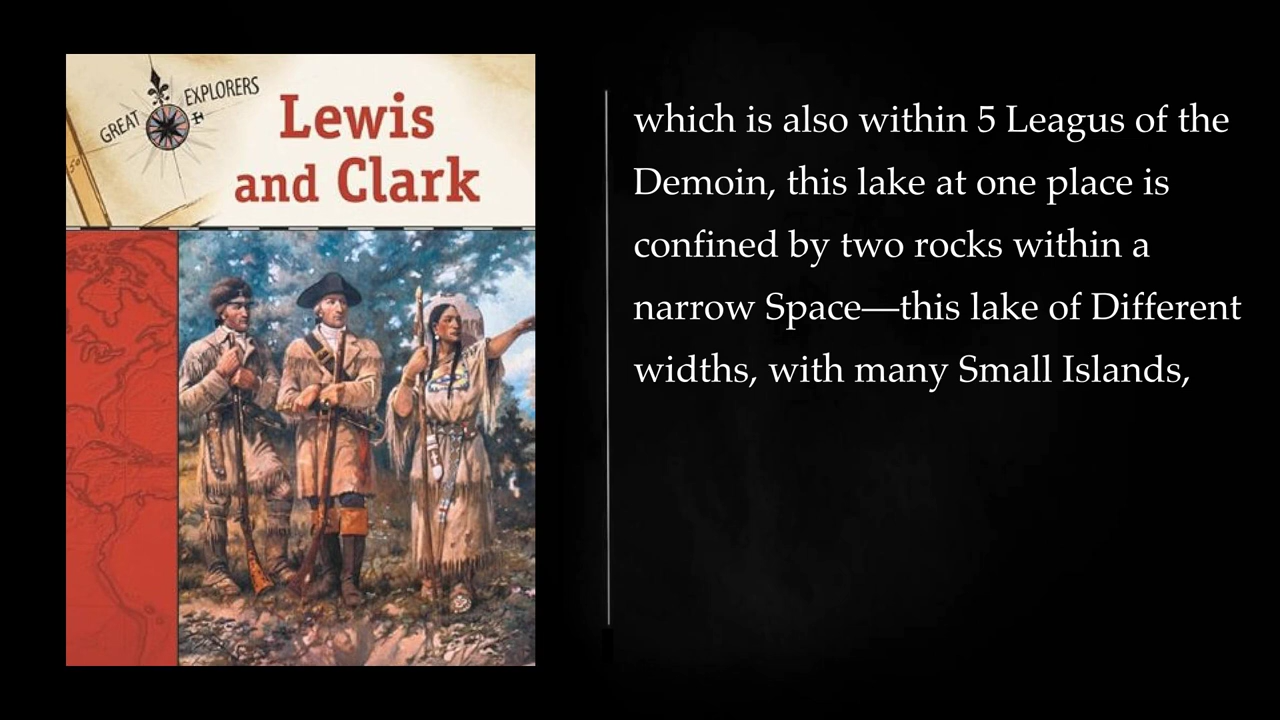 GREAT EXPLORERS
Lewis
and Clark
50
which is also within 5 Leagus of the
Demoin, this lake at one place is
confined by two rocks within a
narrow Space—this lake of Different
widths, with many Small Islands,